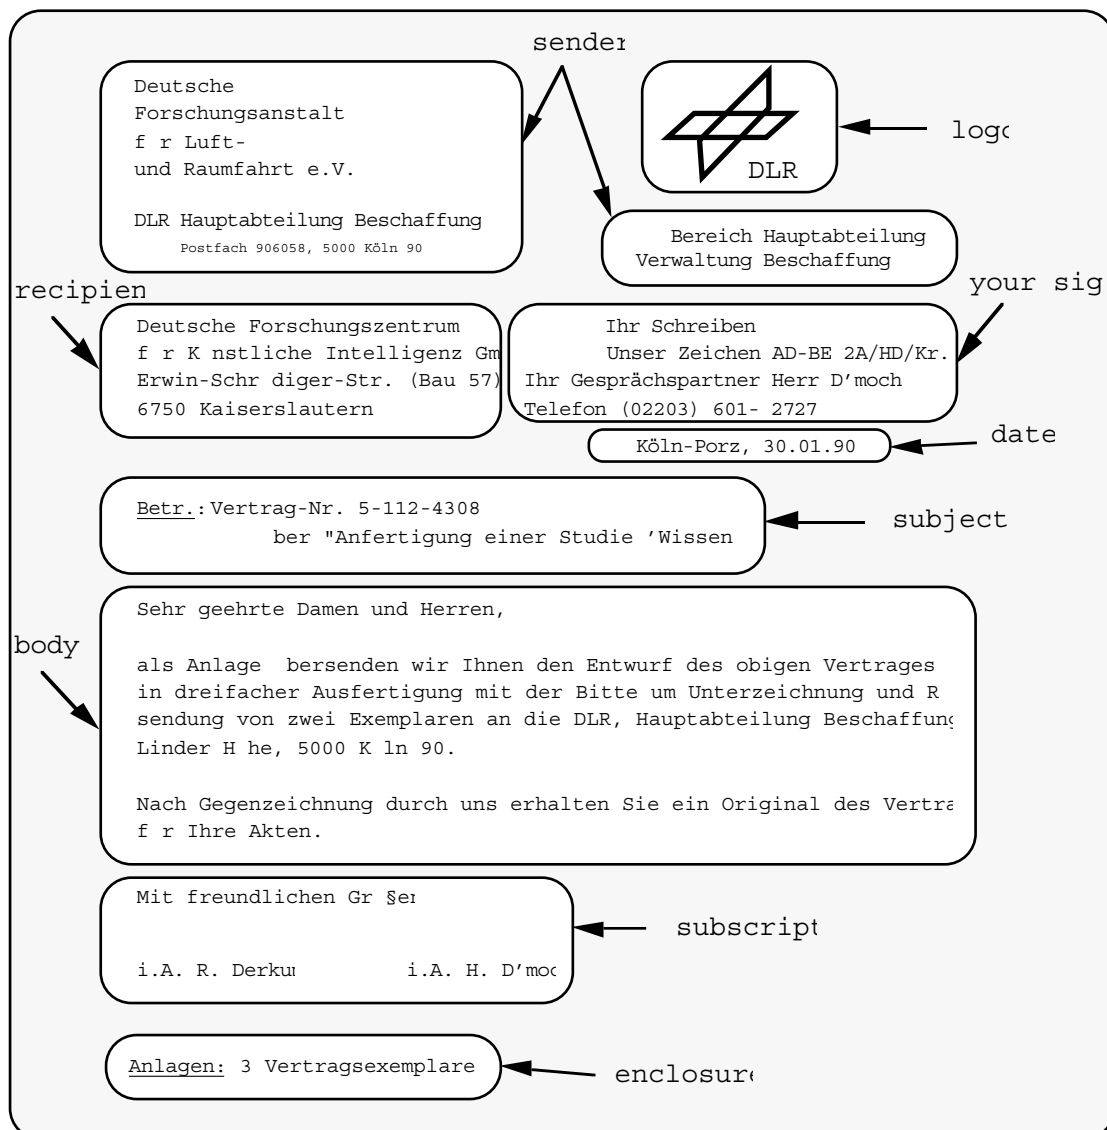 sender
Deutsche
Forschungsanstalt
f r Luft-
und Raumfahrt e.V.
DLR Hauptabteilung Beschaffung
Postfach 906058, 5000 Köln 90
DLR
logo
Bereich Hauptabteilung
Verwaltung Beschaffung
recipien
your sig
Deutsche Forschungszentrum
f r K nstliche Intelligenz Gm
Erwin-Schr diger-Str. (Bau 57)
6750 Kaiserslautern
Ihr Schreiben
Unser Zeichen AD-BE 2A/HD/Kr.
Ihr Gesprächspartner Herr D'moch
Telefon (02203) 601- 2727
date
Köln-Porz, 30.01.90
Betr.: Vertrag-Nr. 5-112-4308
ber "Anfertigung einer Studie 'Wissen
subject
body
Sehr geehrte Damen und Herren,
als Anlage bersenden wir Ihnen den Entwurf des obigen Vertrages
in dreifacher Ausfertigung mit der Bitte um Unterzeichnung und R
sendung von zwei Exemplaren an die DLR, Hauptabteilung Beschaffung
Linder H he, 5000 K ln 90.
Nach Gegenzeichnung durch uns erhalten Sie ein Original des Vertra
f r Ihre Akten.
Mit freundlichen Gr §en
subscript
i.A. R. Derkum i.A. H. D'moc
Anlagen: 3 Vertragsexemplare
enclosure